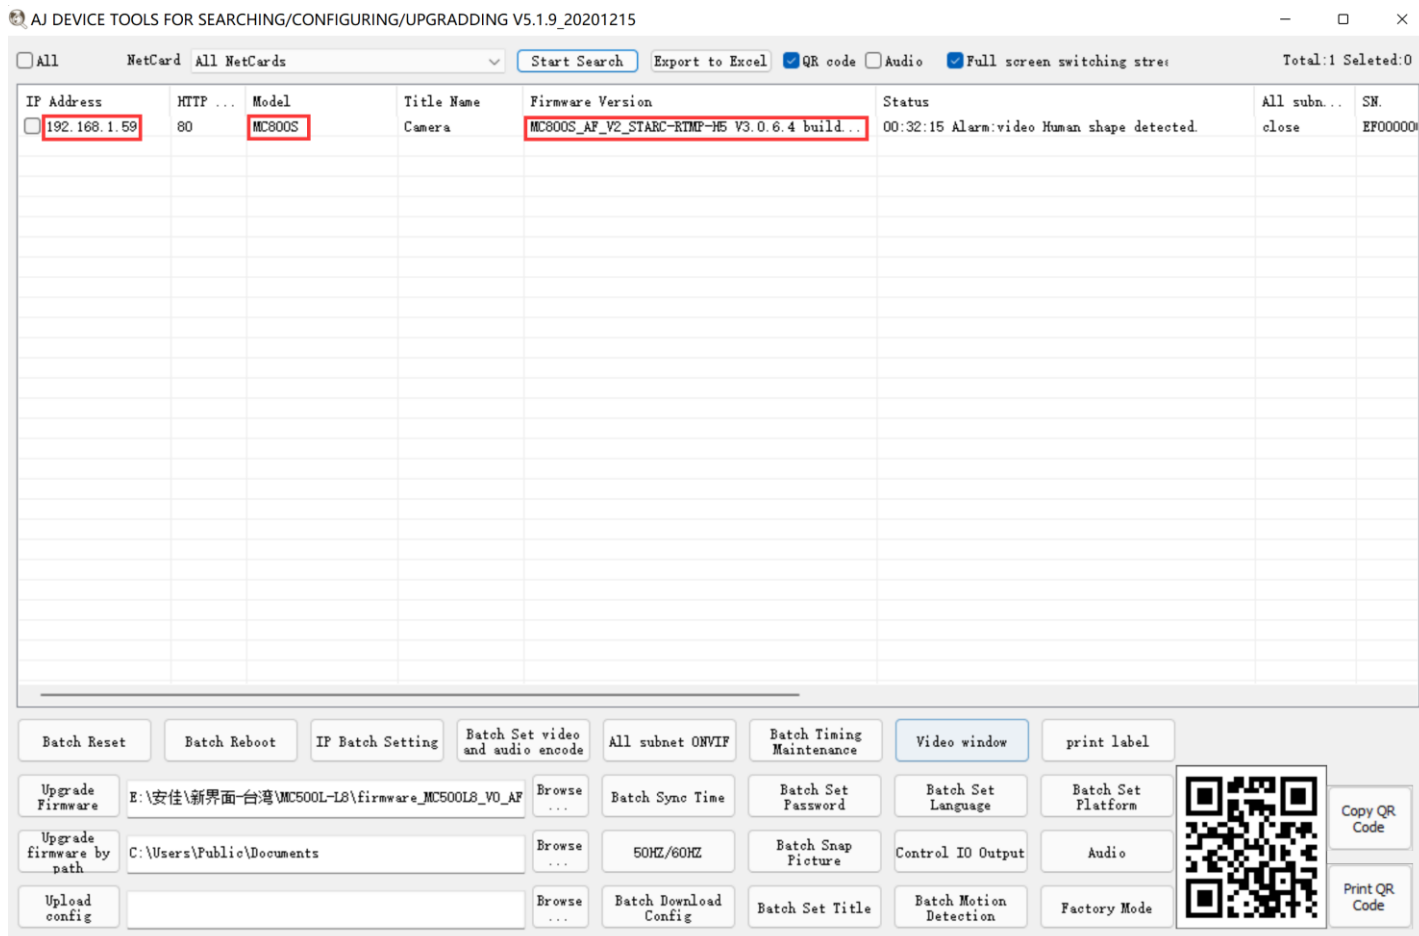 AJ DEVICE TOOLS FOR SEARCHING/CONFIGURING/UPGRADDING V5.1.9_20201215
All NetCard All NetCards Start Search Export to Excel QR code Audio Full screen switching stre Total:1 Seleted:0
IP Address HTTP ... Model Title Name Firmware Version Status All subn... SN.
192.168.1.59 80 MC800S Camera MC800S_AF_V2_STARC-RTMP-H5 V3.0.6.4 build... 00:32:15 Alarm:video Human shape detected. close EF00000
Batch Reset Batch Reboot IP Batch Setting Batch Set video and audio encode All subnet ONVIF Batch Timing Maintenance Video window print label
Upgrade Firmware E:\安佳\新界面-台湾\MC500L-L8\firmware_MC500L8_V0_AF Browse ... Batch Sync Time Batch Set Password Batch Set Language Batch Set Platform
Copy QR Code
Upgrade firmware by path C:\Users\Public\Documents Browse ... 50HZ/60HZ Batch Snap Picture Control IO Output Audio
Upload config Browse ... Batch Download Config Batch Set Title Batch Motion Detection Factory Mode
Print QR Code